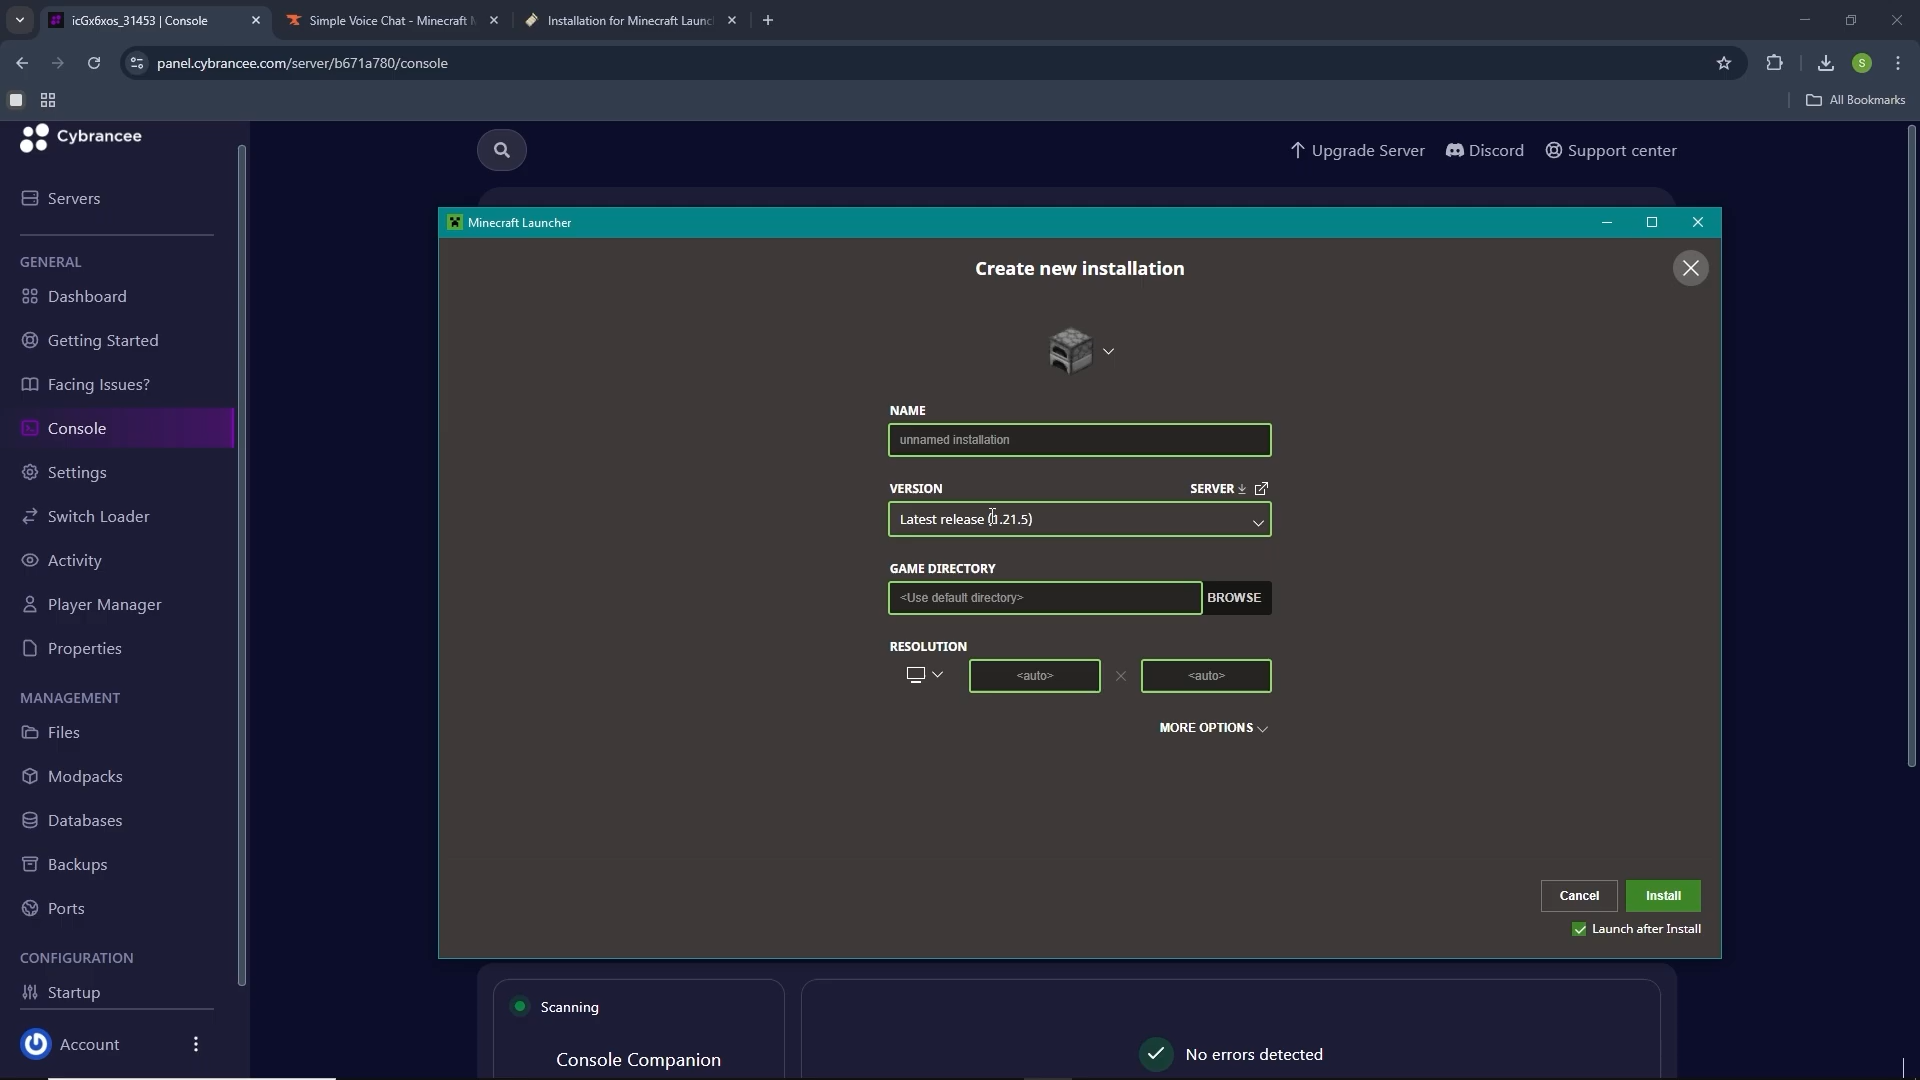 icGx6xos_31453 | Console
Simple Voice Chat - Minecraft M
Installation for Minecraft Launc
panel.cybrancee.com/server/b671a780/console
S
All Bookmarks
Cybrancee
Upgrade Server
Discord
Support center
Servers
GENERAL
Dashboard
Getting Started
Facing Issues?
Console
Settings
Switch Loader
Activity
Player Manager
Properties
MANAGEMENT
Files
Modpacks
Databases
Backups
Ports
CONFIGURATION
Startup
Account
Minecraft Launcher
Create new installation
NAME
unnamed installation
VERSION
SERVER
Latest release (1.21.5)
GAME DIRECTORY
<Use default directory>
BROWSE
RESOLUTION
<auto>
<auto>
MORE OPTIONS
Cancel
Install
Launch after Install
Scanning
Console Companion
No errors detected